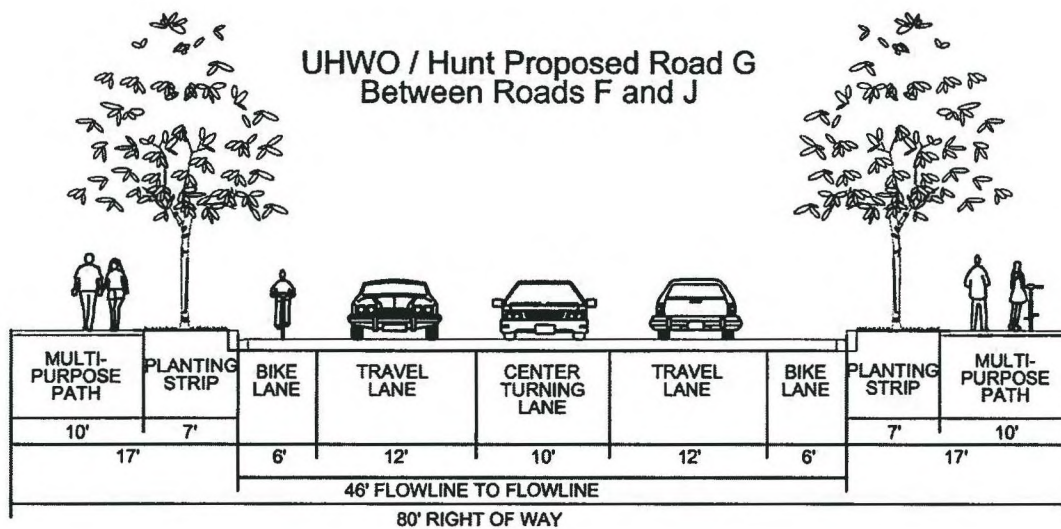 UHWO / Hunt Proposed Road G
Between Roads F and J
MULTI-
PURPOSE
PATH
PLANTING
STRIP
BIKE
LANE
TRAVEL
LANE
CENTER
TURNING
LANE
TRAVEL
LANE
BIKE
LANE
PLANTING
STRIP
MULTI-
PURPOSE
PATH
10' 7' 7' 10'
17' 6' 12' 10' 12' 6' 17'
46' FLOWLINE TO FLOWLINE
80' RIGHT OF WAY